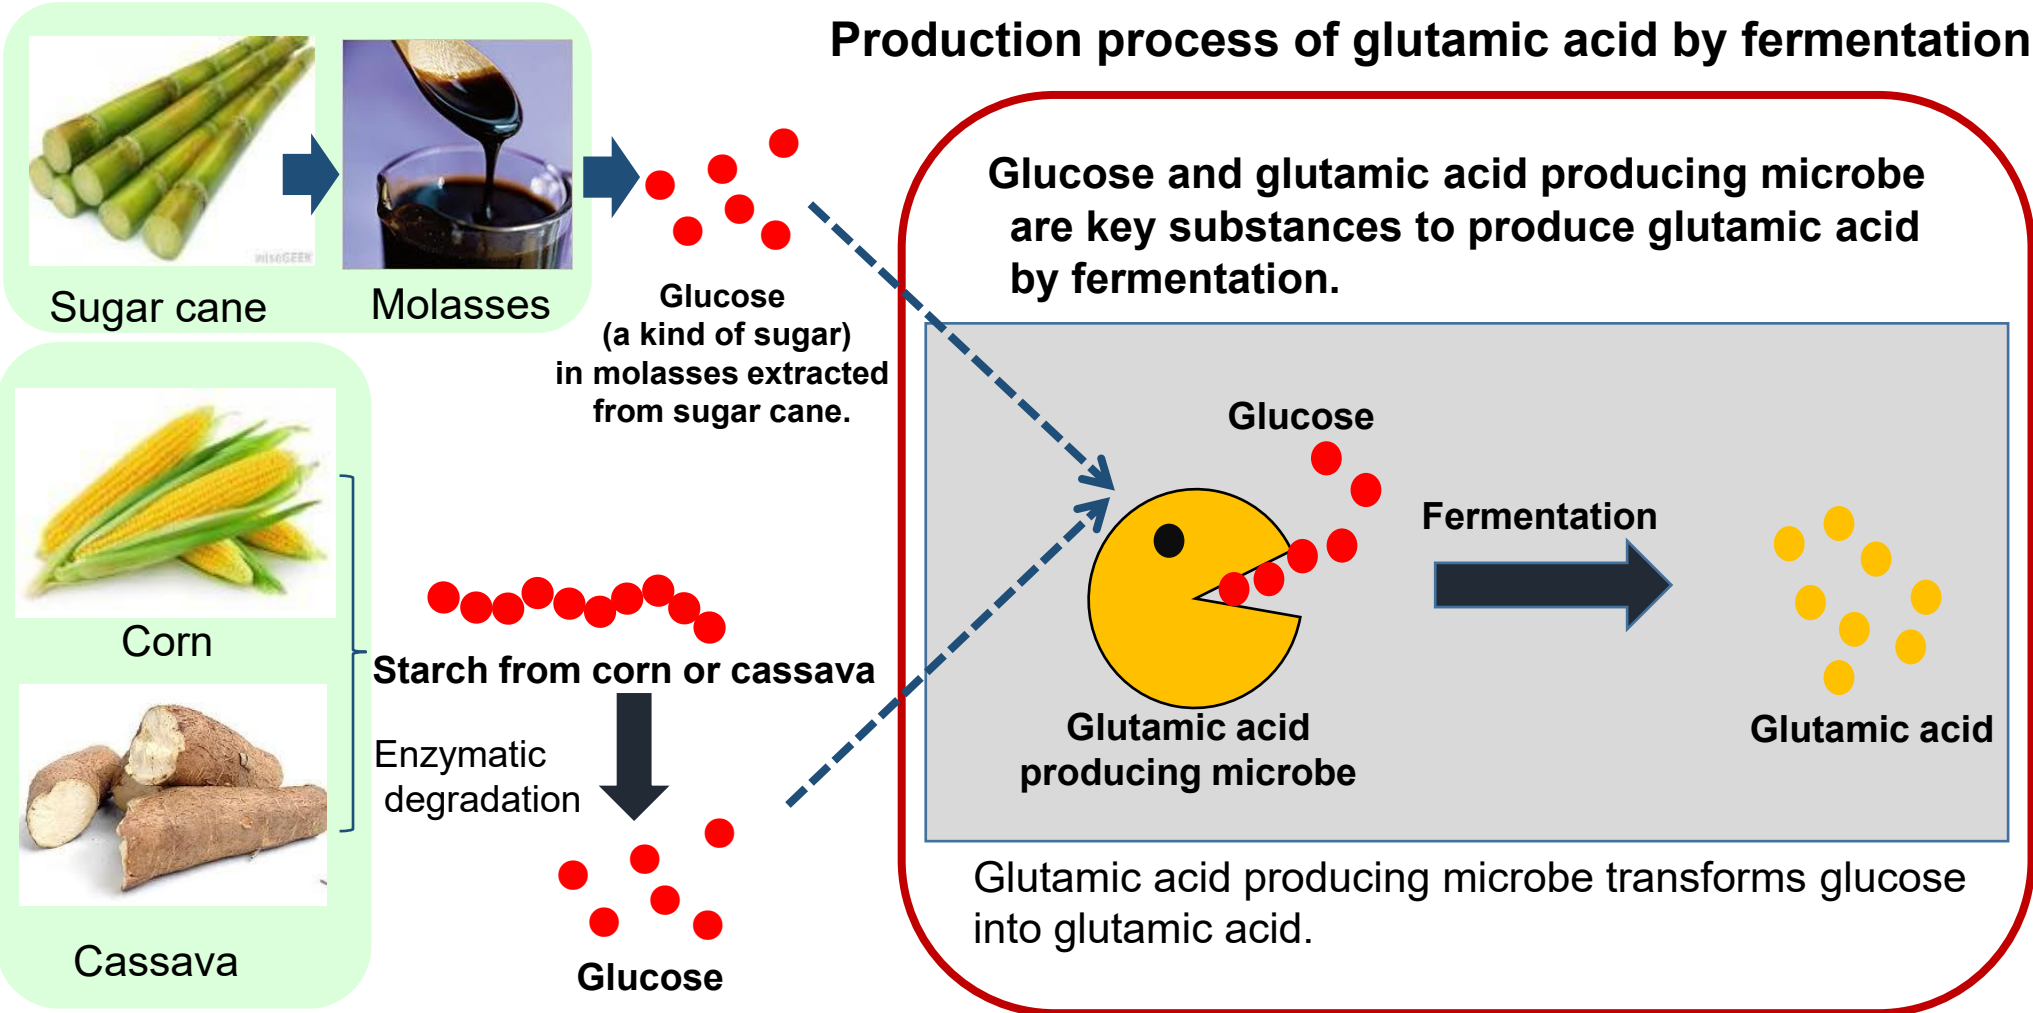 Production process of glutamic acid by fermentation
wiseGEEK
Sugar cane
Molasses
Glucose
(a kind of sugar)
in molasses extracted
from sugar cane.
Corn
Cassava
Starch from corn or cassava
Enzymatic
degradation
Glucose
Glucose and glutamic acid producing microbe
are key substances to produce glutamic acid
by fermentation.
Glucose
Fermentation
Glutamic acid
producing microbe
Glutamic acid
Glutamic acid producing microbe transforms glucose
into glutamic acid.